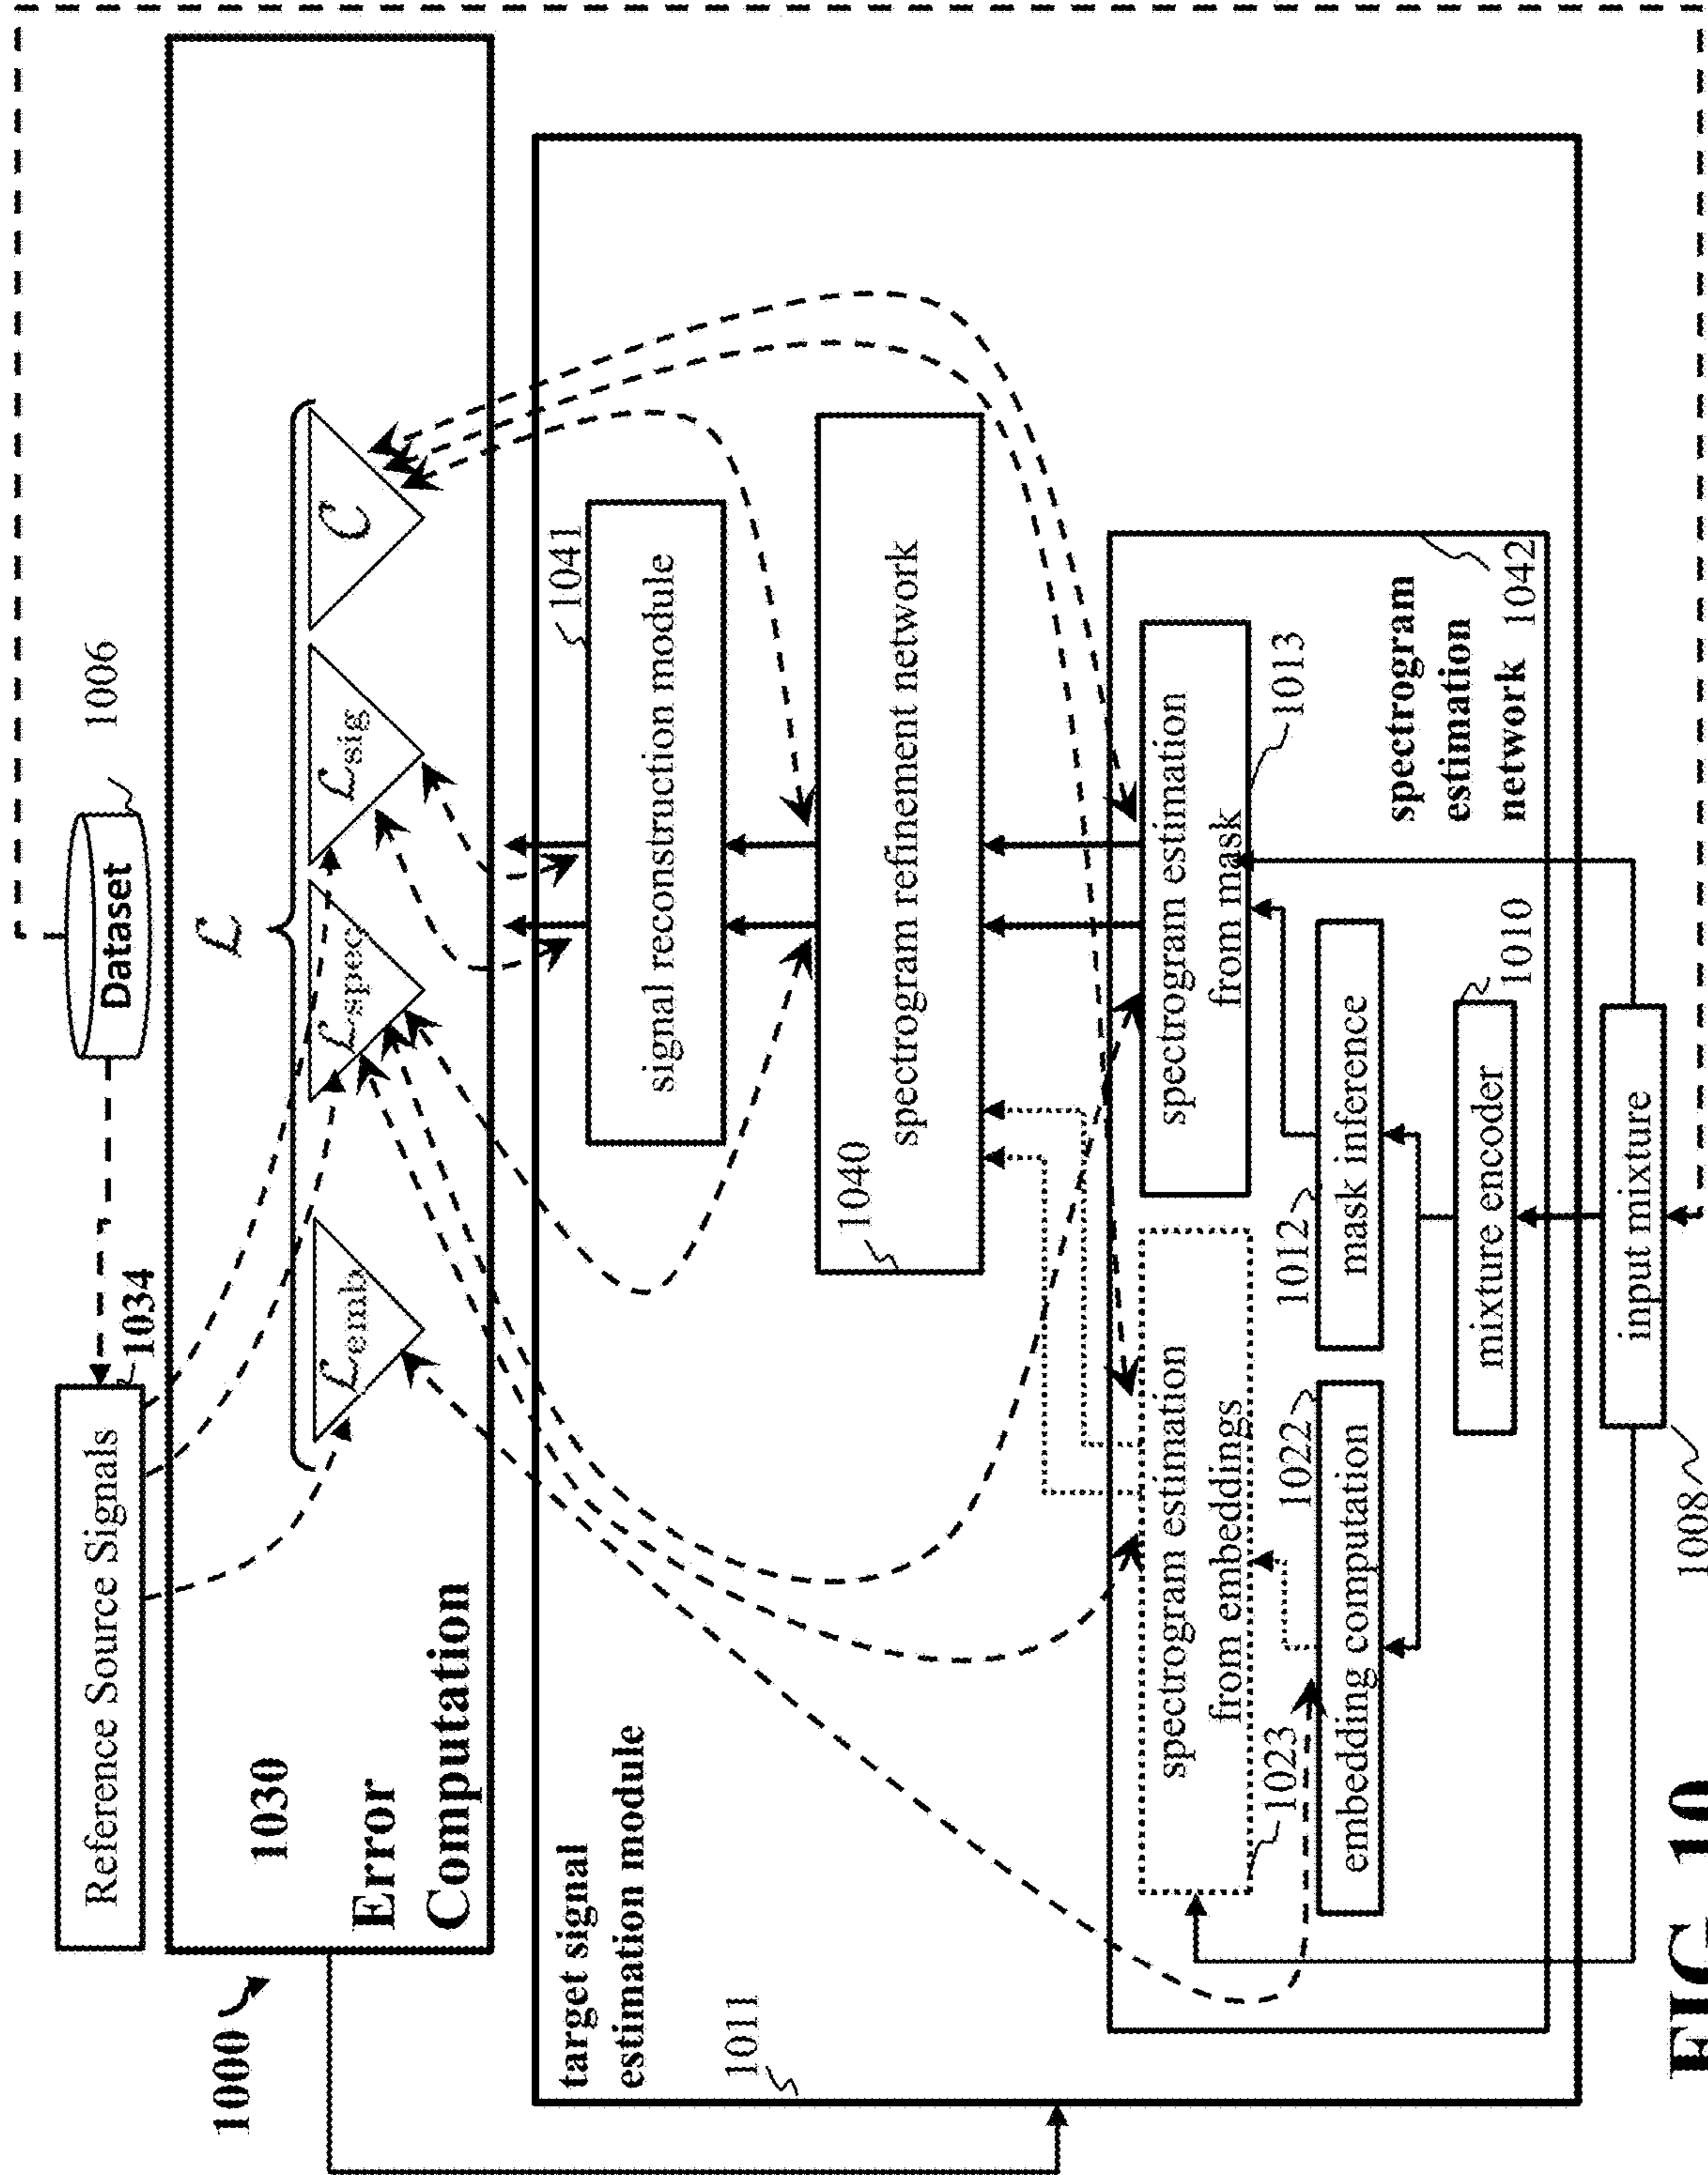 1000
Reference Source Signals
1034
Dataset
1006
1030
Error
Computation
ℒ
ℒemb
ℒspec
ℒsig
C
target signal
estimation module
1011
signal reconstruction module
1041
1040
spectrogram refinement network
spectrogram estimation
from embeddings
1023
spectrogram estimation
from mask
1013
embedding computation
1022
mask inference
1012
spectrogram
estimation
network
1042
mixture encoder
1010
input mixture
1008
FIG 10